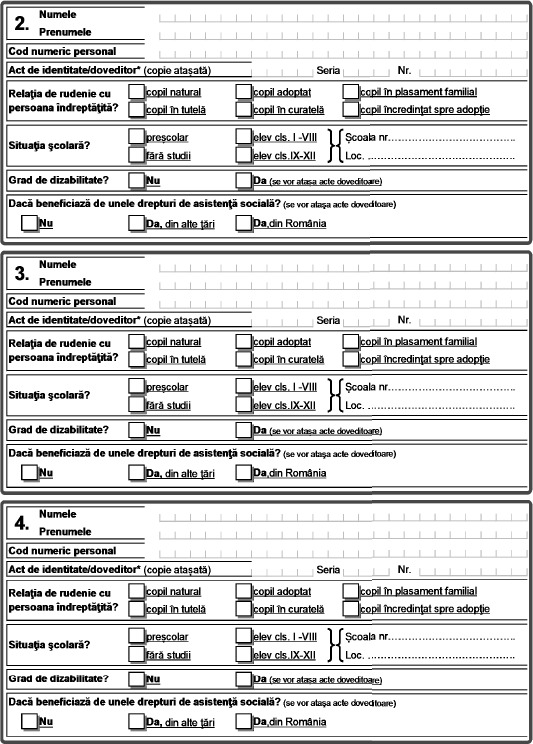 2. Numele
Prenumele
Cod numeric personal
Act de identitate/doveditor* (copie ataşată) Seria Nr.
Relaţia de rudenie cu persoana îndreptăţită? copil natural copil adoptat copil în plasament familial
copil în tutelă copil în curatelă copil încredinţat spre adopţie
Situaţia şcolară? preşcolar elev cls. I -VIII Şcoala nr.....................................
fără studii elev cls.IX-XII Loc. ...........................................
Grad de dizabilitate? Nu Da (se vor ataşa acte doveditoare)
Dacă beneficiază de unele drepturi de asistenţă socială? (se vor ataşa acte doveditoare)
Nu Da, din alte ţări Da,din România
3. Numele
Prenumele
Cod numeric personal
Act de identitate/doveditor* (copie ataşată) Seria Nr.
Relaţia de rudenie cu persoana îndreptăţită? copil natural copil adoptat copil în plasament familial
copil în tutelă copil în curatelă copil încredinţat spre adopţie
Situaţia şcolară? preşcolar elev cls. I -VIII Şcoala nr.....................................
fără studii elev cls.IX-XII Loc. ...........................................
Grad de dizabilitate? Nu Da (se vor ataşa acte doveditoare)
Dacă beneficiază de unele drepturi de asistenţă socială? (se vor ataşa acte doveditoare)
Nu Da, din alte ţări Da,din România
4. Numele
Prenumele
Cod numeric personal
Act de identitate/doveditor* (copie ataşată) Seria Nr.
Relaţia de rudenie cu persoana îndreptăţită? copil natural copil adoptat copil în plasament familial
copil în tutelă copil în curatelă copil încredinţat spre adopţie
Situaţia şcolară? preşcolar elev cls. I -VIII Şcoala nr.....................................
fără studii elev cls.IX-XII Loc. ...........................................
Grad de dizabilitate? Nu Da (se vor ataşa acte doveditoare)
Dacă beneficiază de unele drepturi de asistenţă socială? (se vor ataşa acte doveditoare)
Nu Da, din alte ţări Da,din România